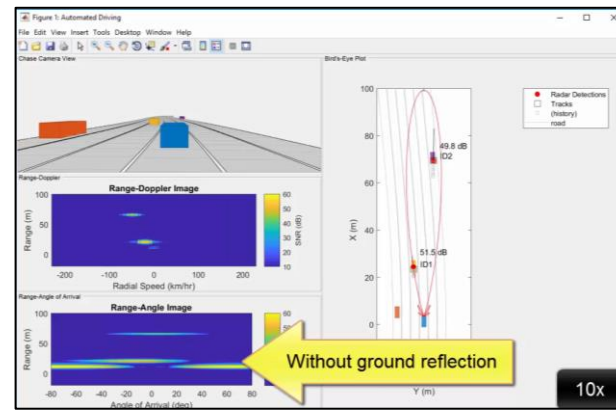 Figure 1: Automated Driving
File Edit View Insert Tools Desktop Window Help
Chase Camera View
Bird's-Eye Plot
Range-Doppler
Range-Doppler Image
100
50
0
Range (m)
-200 -100 0 100 200
Radial Speed (km/hr)
60
50
40
30
20
10
SNR (dB)
Range-Angle of Arrival
Range-Angle Image
100
50
0
Range (m)
-80 -60 -40 -20 0 20 40 60 80
Angle of Arrival (deg)
60
50
Without ground reflection
100
80
60
40
20
0
X (m)
49.8 dB
ID2
51.5 dB
ID1
Y (m)
Radar Detections
Tracks
(history)
road
10x